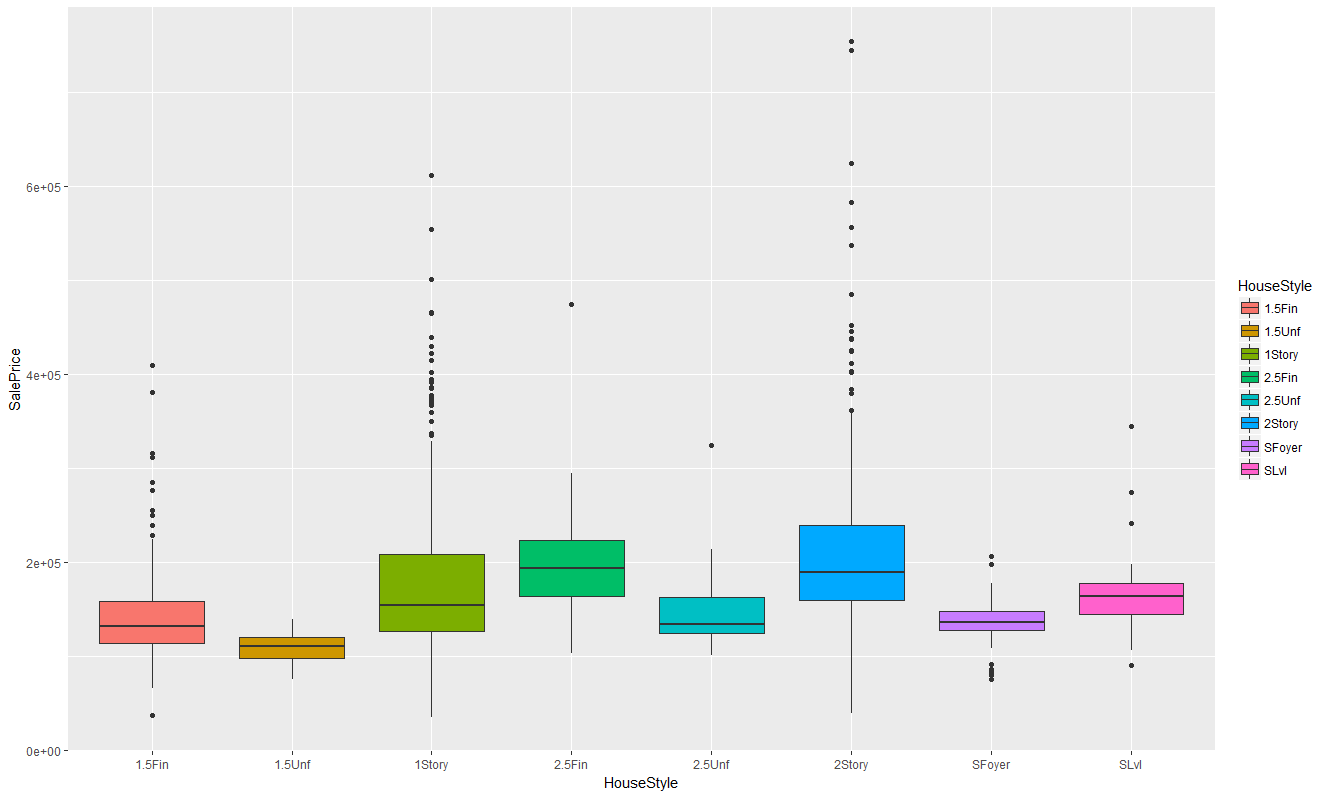 SalePrice
6e+05
4e+05
2e+05
0e+00
1.5Fin 1.5Unf 1Story 2.5Fin 2.5Unf 2Story SFoyer SLvl
HouseStyle
HouseStyle
1.5Fin
1.5Unf
1Story
2.5Fin
2.5Unf
2Story
SFoyer
SLvl